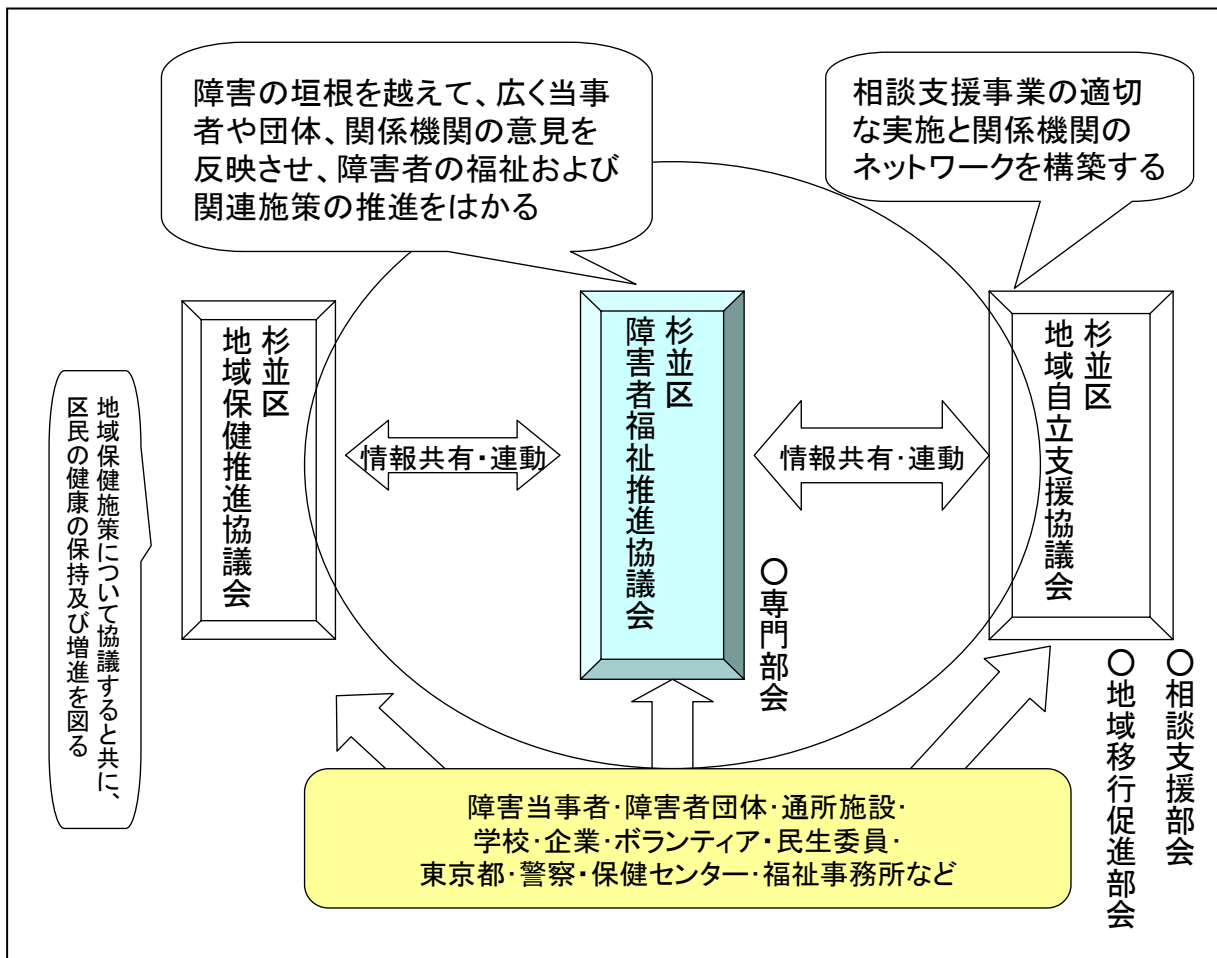 障害の垣根を越えて、広く当事
者や団体、関係機関の意見を
反映させ、障害者の福祉および
関連施策の推進をはかる
相談支援事業の適切
な実施と関係機関の
ネットワークを構築する
地域保健施策について協議すると共に、
区民の健康の保持及び増進を図る
杉並区
地域保健推進協議会
情報共有・連動
杉並区
障害者福祉推進協議会
〇専門部会
情報共有・連動
杉並区
地域自立支援協議会
〇相談支援部会
〇地域移行促進部会
障害当事者・障害者団体・通所施設・
学校・企業・ボランティア・民生委員・
東京都・警察・保健センター・福祉事務所など